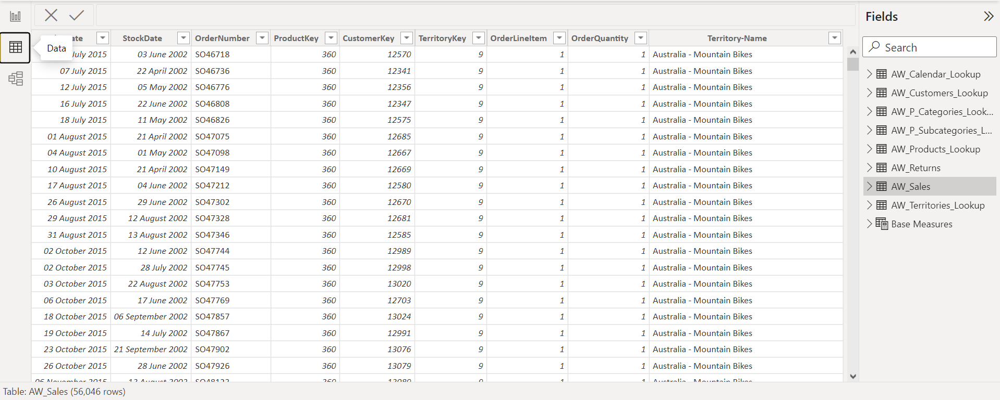 Fields
Data
ate StockDate OrderNumber ProductKey CustomerKey TerritoryKey OrderLineItem OrderQuantity Territory-Name
July 2015 03 June 2002 SO46718 360 12570 9 1 1 Australia - Mountain Bikes
07 July 2015 22 April 2002 SO46736 360 12341 9 1 1 Australia - Mountain Bikes
12 July 2015 05 May 2002 SO46776 360 12356 9 1 1 Australia - Mountain Bikes
16 July 2015 22 June 2002 SO46808 360 12347 9 1 1 Australia - Mountain Bikes
18 July 2015 11 May 2002 SO46826 360 12575 9 1 1 Australia - Mountain Bikes
01 August 2015 21 April 2002 SO47075 360 12685 9 1 1 Australia - Mountain Bikes
04 August 2015 01 May 2002 SO47098 360 12667 9 1 1 Australia - Mountain Bikes
10 August 2015 21 April 2002 SO47149 360 12669 9 1 1 Australia - Mountain Bikes
17 August 2015 04 June 2002 SO47212 360 12580 9 1 1 Australia - Mountain Bikes
26 August 2015 29 June 2002 SO47302 360 12670 9 1 1 Australia - Mountain Bikes
29 August 2015 12 August 2002 SO47328 360 12681 9 1 1 Australia - Mountain Bikes
31 August 2015 13 August 2002 SO47346 360 12585 9 1 1 Australia - Mountain Bikes
02 October 2015 12 June 2002 SO47744 360 12989 9 1 1 Australia - Mountain Bikes
02 October 2015 28 July 2002 SO47745 360 12998 9 1 1 Australia - Mountain Bikes
03 October 2015 22 August 2002 SO47753 360 13020 9 1 1 Australia - Mountain Bikes
06 October 2015 17 June 2002 SO47769 360 12703 9 1 1 Australia - Mountain Bikes
18 October 2015 06 September 2002 SO47857 360 13024 9 1 1 Australia - Mountain Bikes
19 October 2015 14 July 2002 SO47867 360 12991 9 1 1 Australia - Mountain Bikes
23 October 2015 21 September 2002 SO47902 360 13076 9 1 1 Australia - Mountain Bikes
26 October 2015 28 June 2002 SO47926 360 13079 9 1 1 Australia - Mountain Bikes
Search
AW_Calendar_Lookup
AW_Customers_Lookup
AW_P_Categories_Look...
AW_P_Subcategories_L...
AW_Products_Lookup
AW_Returns
AW_Sales
AW_Territories_Lookup
Base Measures
Table: AW_Sales (56,046 rows)